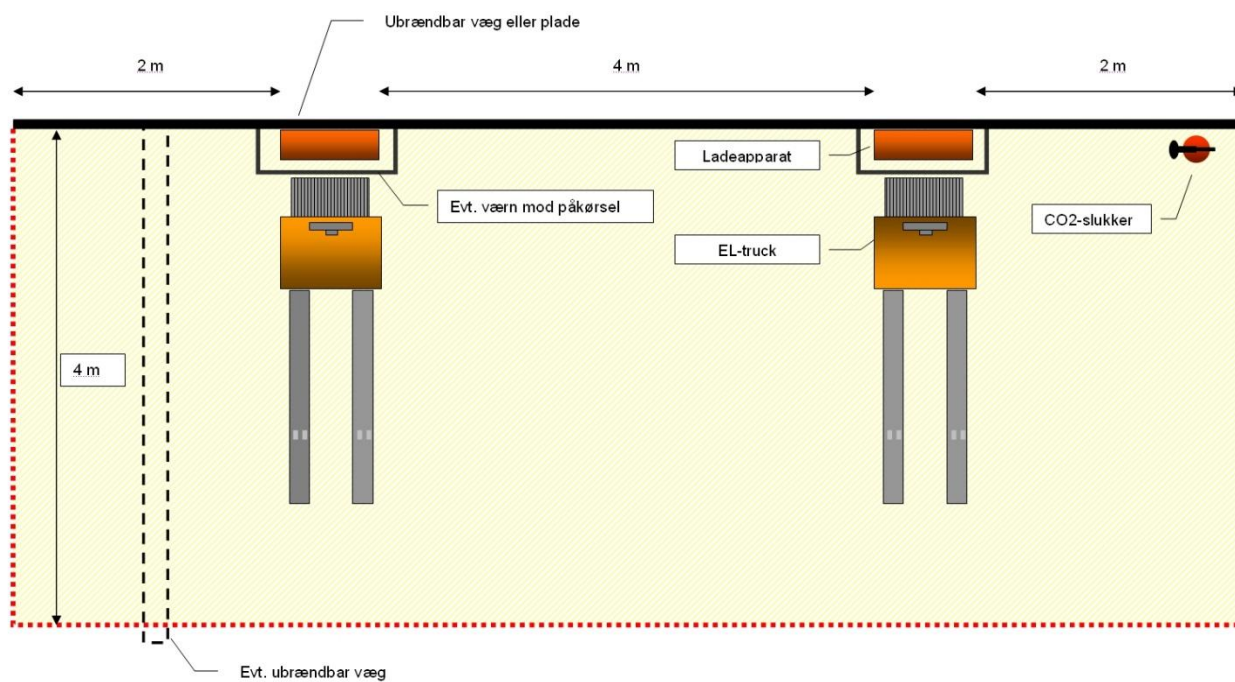 Ubrændbar væg eller plade
2 m
4 m
2 m
Ladeapparat
Evt. værn mod påkørsel
CO2-slukker
EL-truck
4 m
Evt. ubrændbar væg